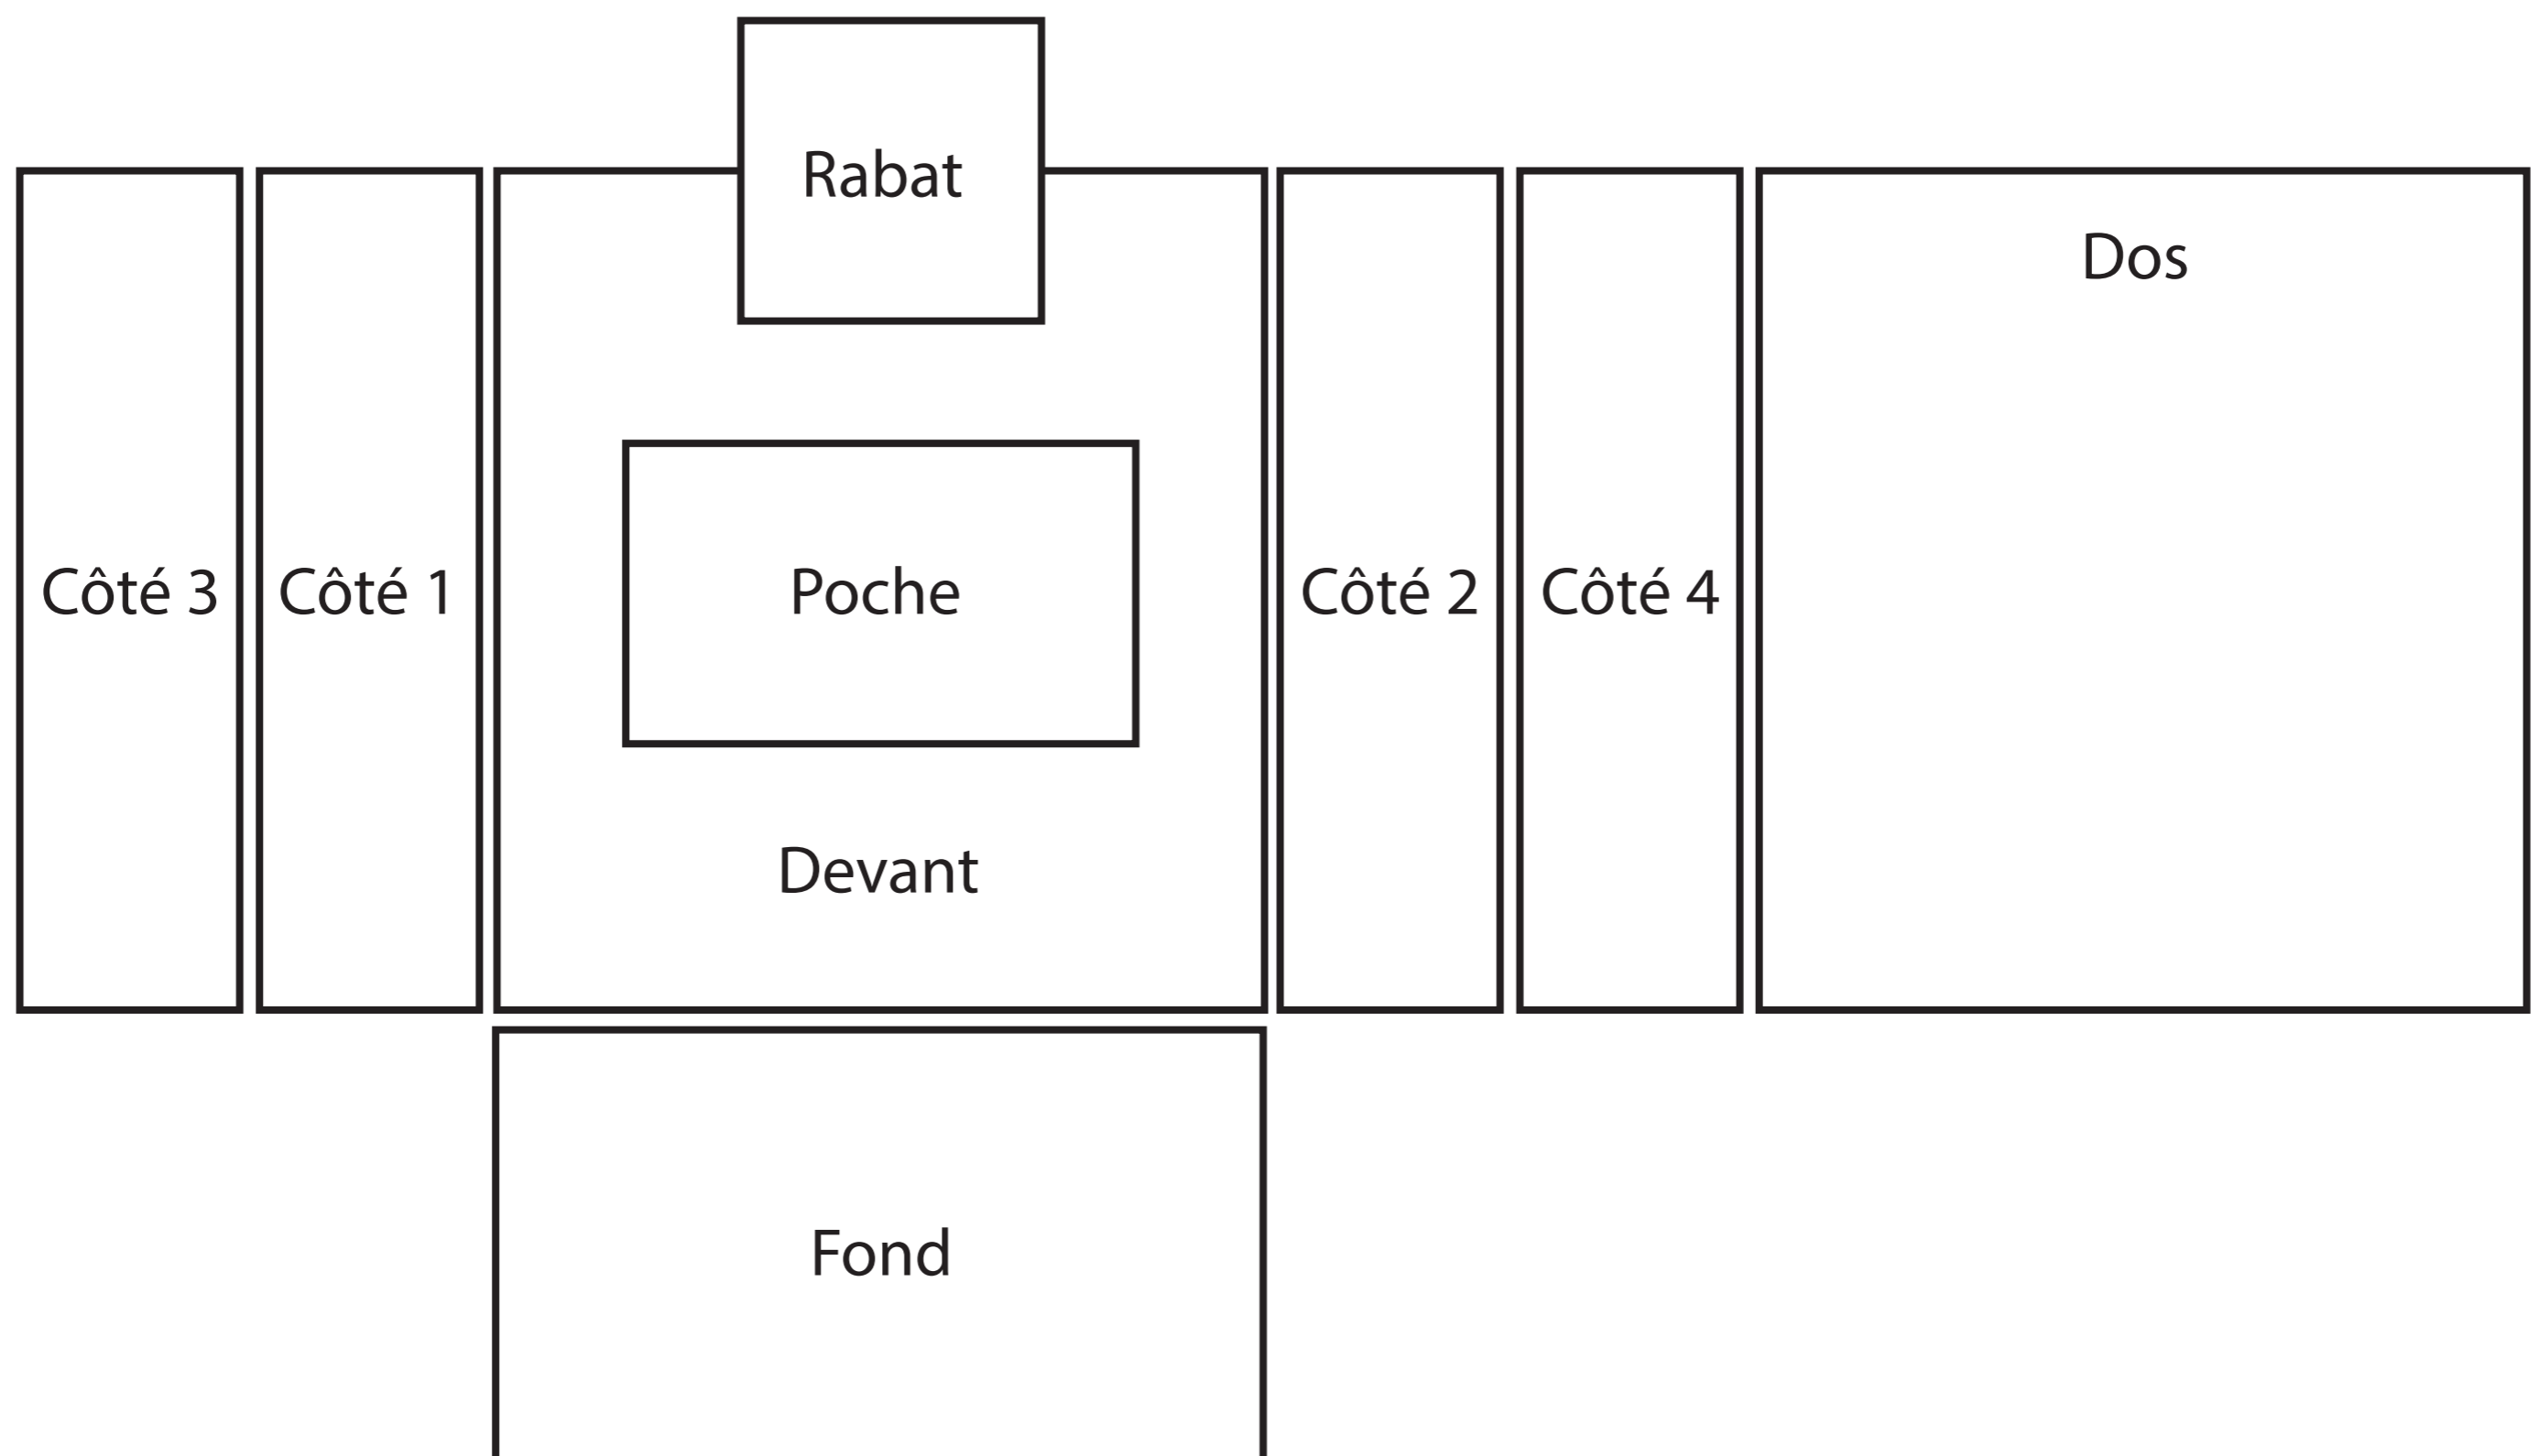 Rabat
Dos
Côté 3
Côté 1
Poche
Côté 2
Côté 4
Devant
Fond